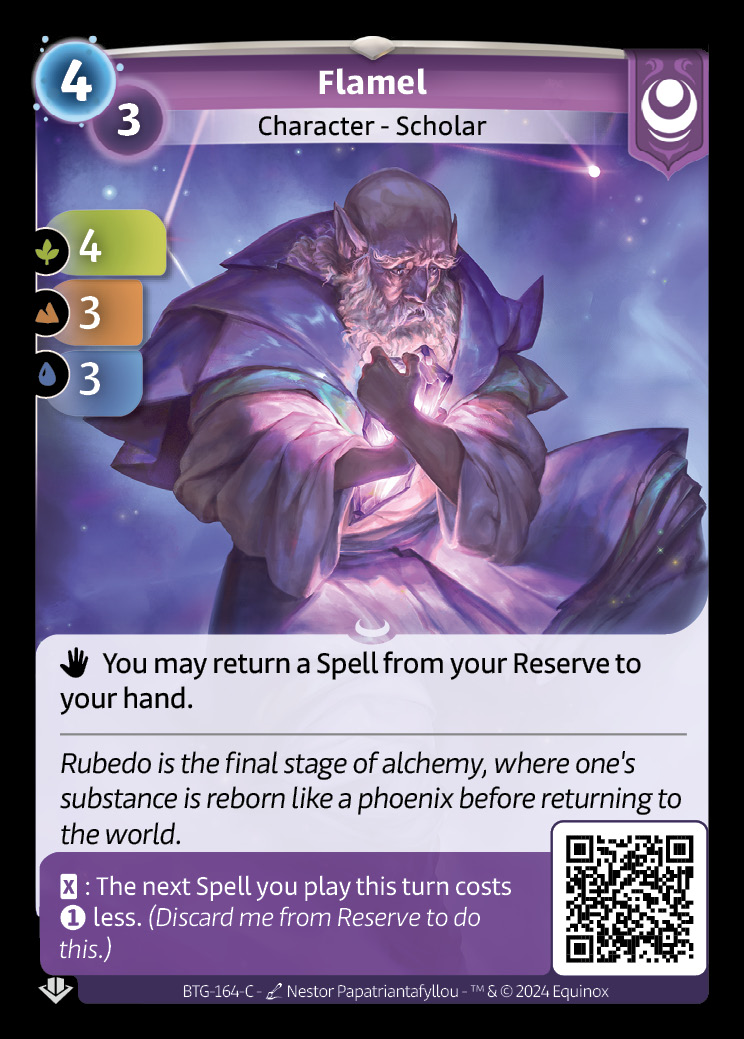 4
Flamel
3
Character - Scholar
4
3
3
You may return a Spell from your Reserve to
your hand.
Rubedo is the final stage of alchemy, where one's
substance is reborn like a phoenix before returning to
the world.
X : The next Spell you play this turn costs
1 less. (Discard me from Reserve to do
this.)
BTG-164-C - Nestor Papatriantafyllou - ™ & © 2024 Equinox